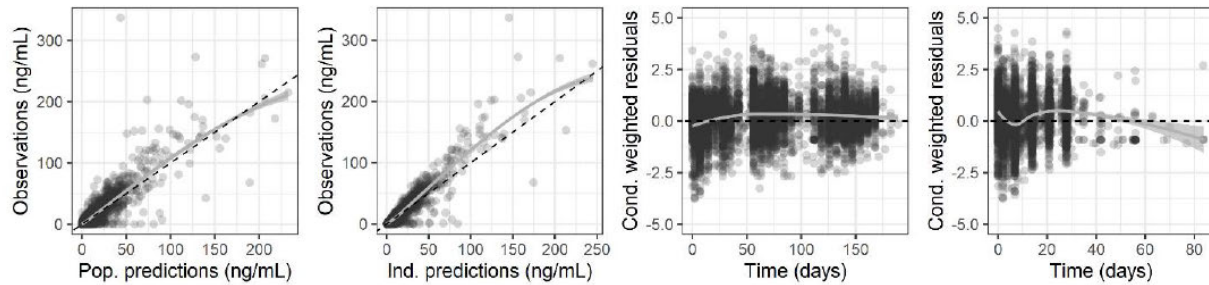 Observations (ng/mL)
300
200
100
0
0 50 100 150 200
Pop. predictions (ng/mL)
Observations (ng/mL)
300
200
100
0
0 50 100 150 200 250
Ind. predictions (ng/mL)
Cond. weighted residuals
5.0
2.5
0.0
-2.5
-5.0
0 50 100 150
Time (days)
Cond. weighted residuals
5.0
2.5
0.0
-2.5
-5.0
0 20 40 60 80
Time (days)